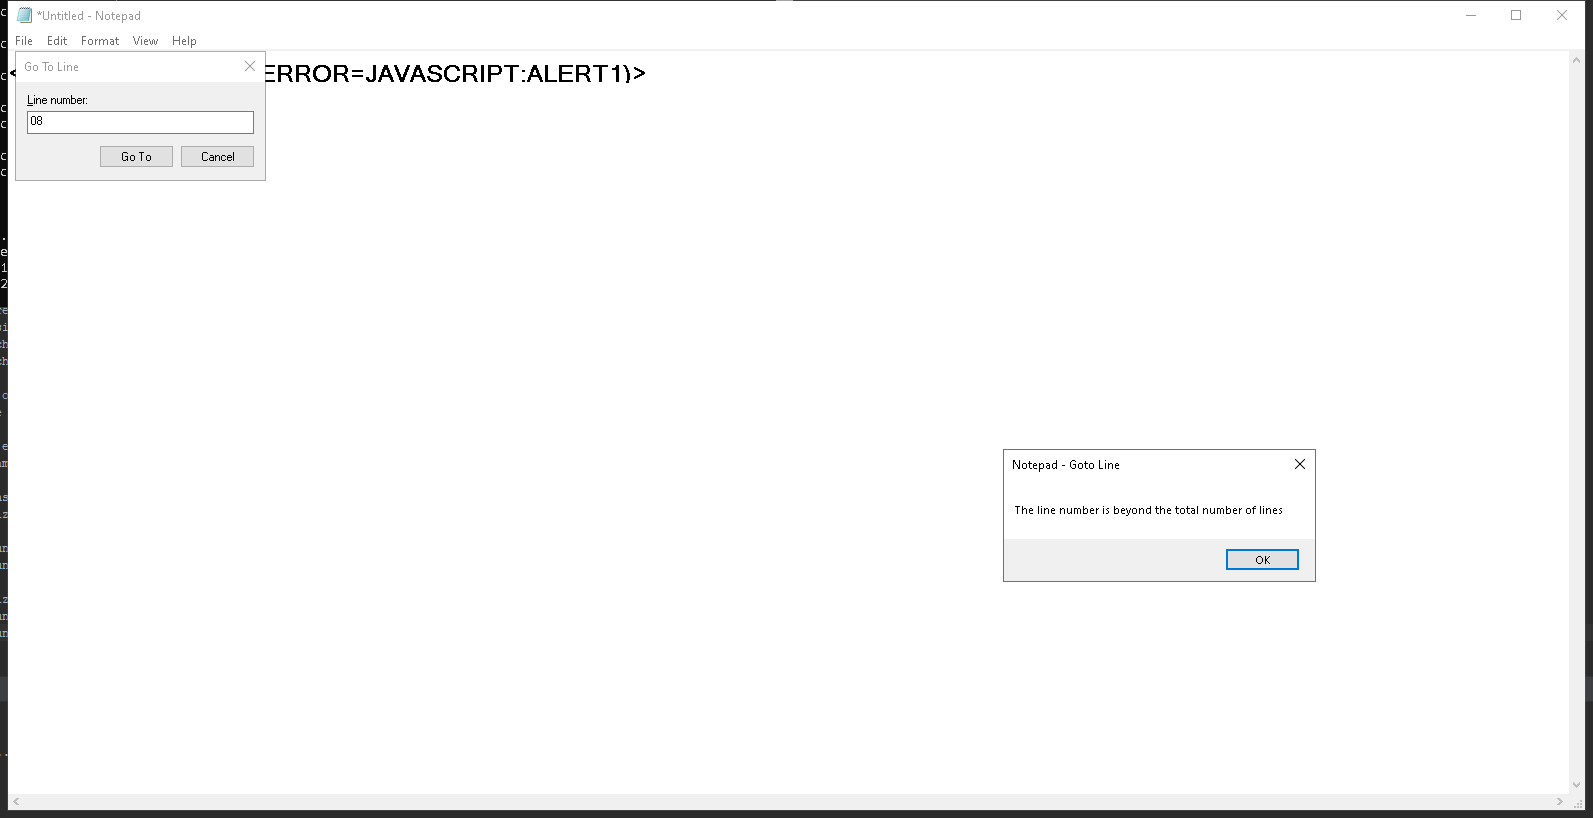 *Untitled - Notepad
File Edit Format View Help
Go To Line
ERROR=JAVASCRIPT:ALERT1)>
Line number:
08
Go To Cancel
Notepad - Goto Line
The line number is beyond the total number of lines
OK